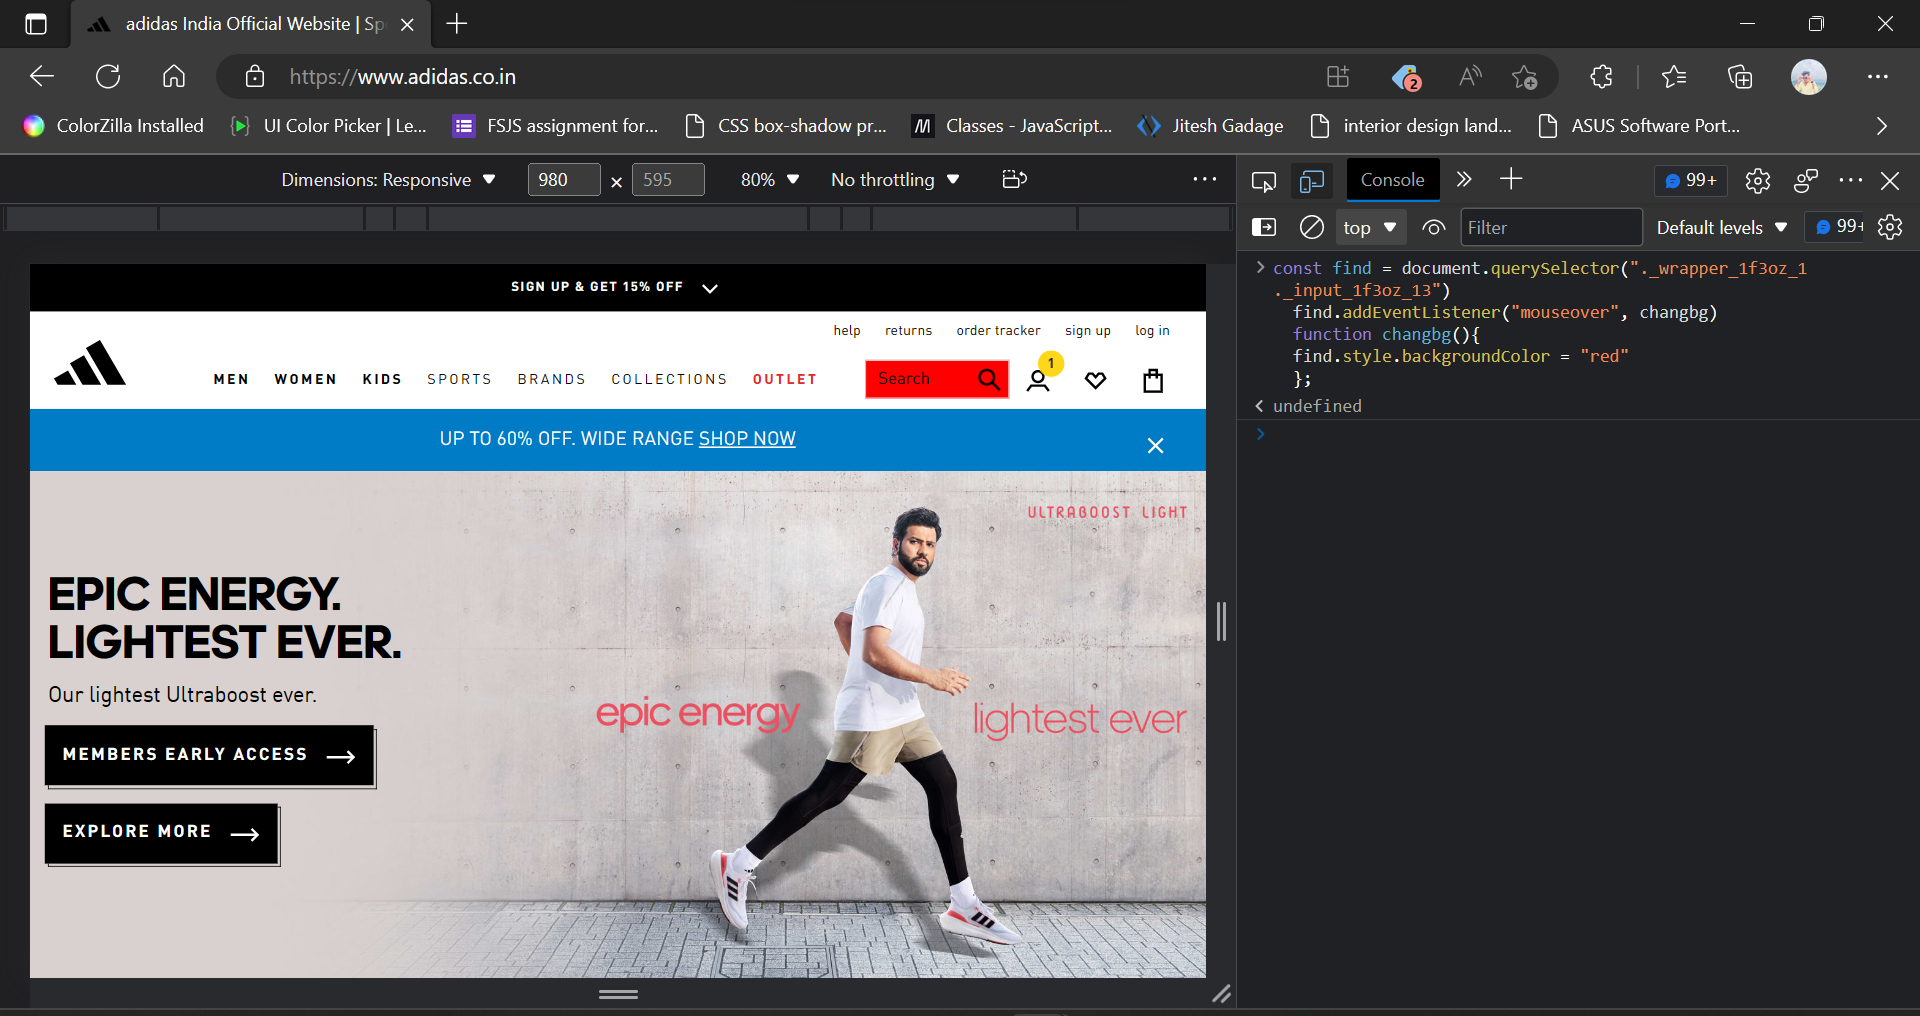 adidas India Official Website | Sp
https://www.adidas.co.in
2
ColorZilla Installed
UI Color Picker | Le...
FSJS assignment for...
CSS box-shadow pr...
Classes - JavaScript...
Jitesh Gadage
interior design land...
ASUS Software Port...
Dimensions: Responsive
980 × 595
80%
No throttling
Console
99+
top
Filter
Default levels
99+
const find = document.querySelector("._wrapper_1f3oz_1
._input_1f3oz_13")
find.addEventListener("mouseover", changbg)
function changbg(){
find.style.backgroundColor = "red"
};
undefined
SIGN UP & GET 15% OFF
help returns order tracker sign up log in
MEN WOMEN KIDS SPORTS BRANDS COLLECTIONS OUTLET
Search
1
UP TO 60% OFF. WIDE RANGE SHOP NOW
ULTRABOOST LIGHT
EPIC ENERGY.
LIGHTEST EVER.
Our lightest Ultraboost ever.
epic energy lightest ever
MEMBERS EARLY ACCESS
EXPLORE MORE